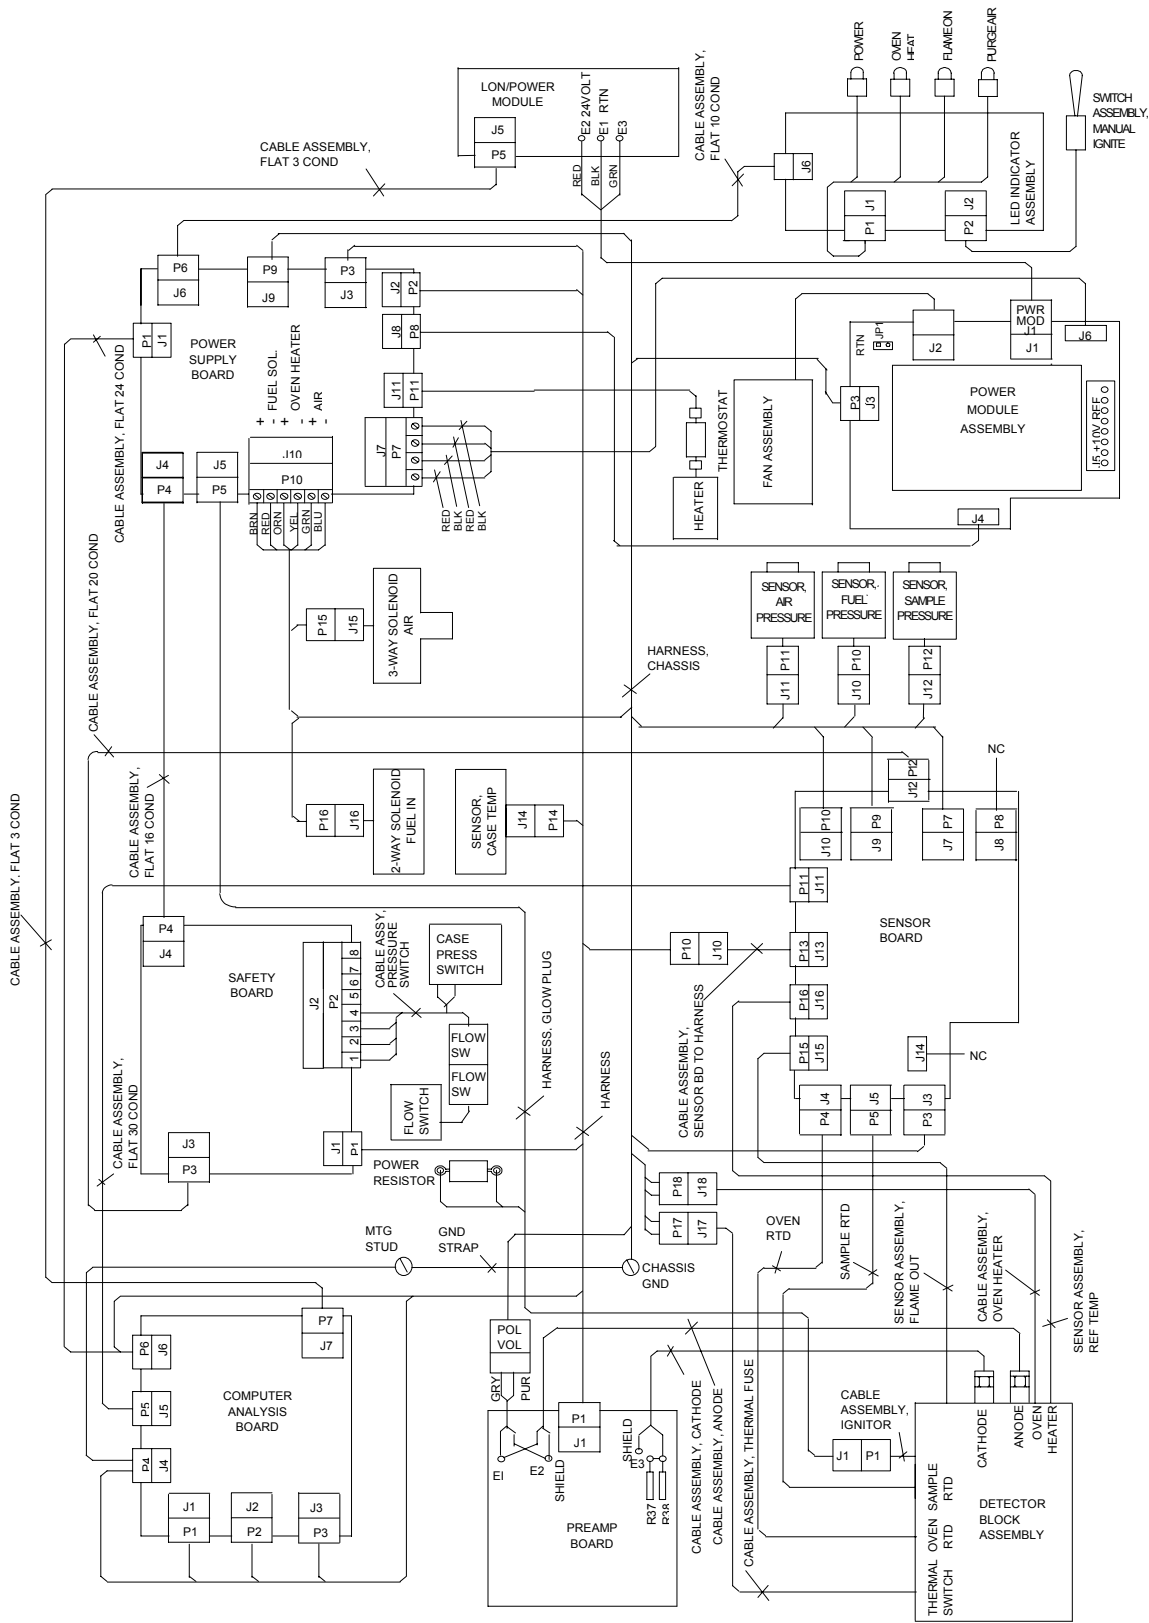 LON/POWER
MODULE
J5
P5
E2 24VOLT
E1 RTN
E3
RED
BLK
GRN
CABLE ASSEMBLY,
FLAT 3 COND
CABLE ASSEMBLY,
FLAT 10 COND
POWER
OVEN
HEAT
FLAMEON
PURGEAIR
SWITCH
ASSEMBLY,
MANUAL
IGNITE
J6
J1
P1
J2
P2
LED INDICATOR
ASSEMBLY
P6
J6
P9
J9
P3
J3
J2
P2
J8
P8
J11
P11
J7
P7
P1
J1
POWER
SUPPLY
BOARD
+ FUEL SOL.
-
+ OVEN HEATER
-
+ AIR
-
J10
P10
BRN
RED
ORN
YEL
GRN
BLU
J4
P4
J5
P5
RED
BLK
RED
BLK
CABLE ASSEMBLY, FLAT 24 COND
CABLE ASSEMBLY, FLAT 20 COND
CABLE ASSEMBLY, FLAT 3 COND
CABLE ASSEMBLY,
FLAT 16 COND
THERMOSTAT
HEATER
FAN ASSEMBLY
RTN
JP1
J2
PWR
MOD
J1
J1
J6
P3
J3
POWER
MODULE
ASSEMBLY
J5 +10V REF
J4
P15
J15
3-WAY SOLENOID
AIR
HARNESS,
CHASSIS
SENSOR,
AIR
PRESSURE
SENSOR,
FUEL
PRESSURE
SENSOR,
SAMPLE
PRESSURE
J11
P11
J10
P10
J12
P12
NC
P16
J16
2-WAY SOLENOID
FUEL IN
SENSOR,
CASE TEMP
J14
P14
P12
J12
J10
P10
J9
P9
J7
P7
J8
P8
P11
J11
P10
J10
P13
J13
P16
J16
P15
J15
SENSOR
BOARD
J14
NC
J4
P4
J5
P5
J3
P3
P4
J4
SAFETY
BOARD
J2
P2
1 2 3 4 5 6 7 8
CABLE ASSY,
PRESSURE
SWITCH
CASE
PRESS
SWITCH
FLOW
SW
FLOW
SW
FLOW
SWITCH
J1
P1
J3
P3
CABLE ASSEMBLY,
FLAT 30 COND
HARNESS, GLOW PLUG
HARNESS
CABLE ASSEMBLY,
SENSOR BD TO HARNESS
POWER
RESISTOR
P18
J18
P17
J17
MTG
STUD
GND
STRAP
CHASSIS
GND
OVEN
RTD
SAMPLE RTD
SENSOR ASSEMBLY,
FLAME OUT
CABLE ASSEMBLY,
OVEN HEATER
SENSOR ASSEMBLY,
REF TEMP
P7
J7
P6
J6
P5
J5
P4
J4
COMPUTER
ANALYSIS
BOARD
J1
P1
J2
P2
J3
P3
POL
VOL
GRY
PUR
P1
J1
E1
E2
SHIELD
SHIELD
E3
R37
R38
PREAMP
BOARD
CABLE ASSEMBLY, CATHODE
CABLE ASSEMBLY, ANODE
CABLE ASSEMBLY, THERMAL FUSE
CABLE
ASSEMBLY,
IGNITOR
J1
P1
CATHODE
ANODE
OVEN
HEATER
SAMPLE
RTD
OVEN
RTD
THERMAL
SWITCH
DETECTOR
BLOCK
ASSEMBLY